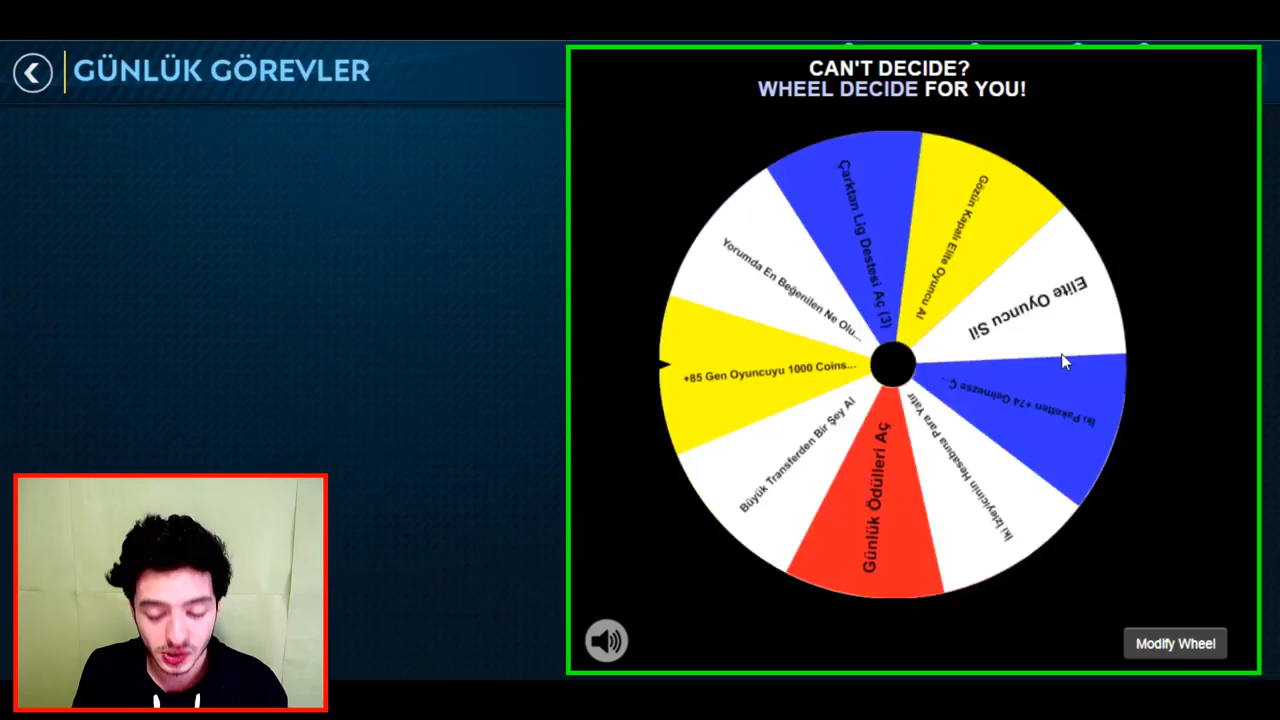 GÜNLÜK GÖREVLER
CAN'T DECIDE?
WHEEL DECIDE FOR YOU!
Çarktan Lig Destesi Aç (3)
Gözün Kapalı Elite Oyuncu Al
Elite Oyuncu Sil
İki Paketten +74 Gelmezse Ç...
İki İzleyicinin Hesabına Para Yatır
Günlük Ödülleri Aç
Büyük Transferden Bir Şey Al
+85 Gen Oyuncuyu 1000 Coins...
Yorumda En Beğenilen Ne Olu...
Modify Wheel